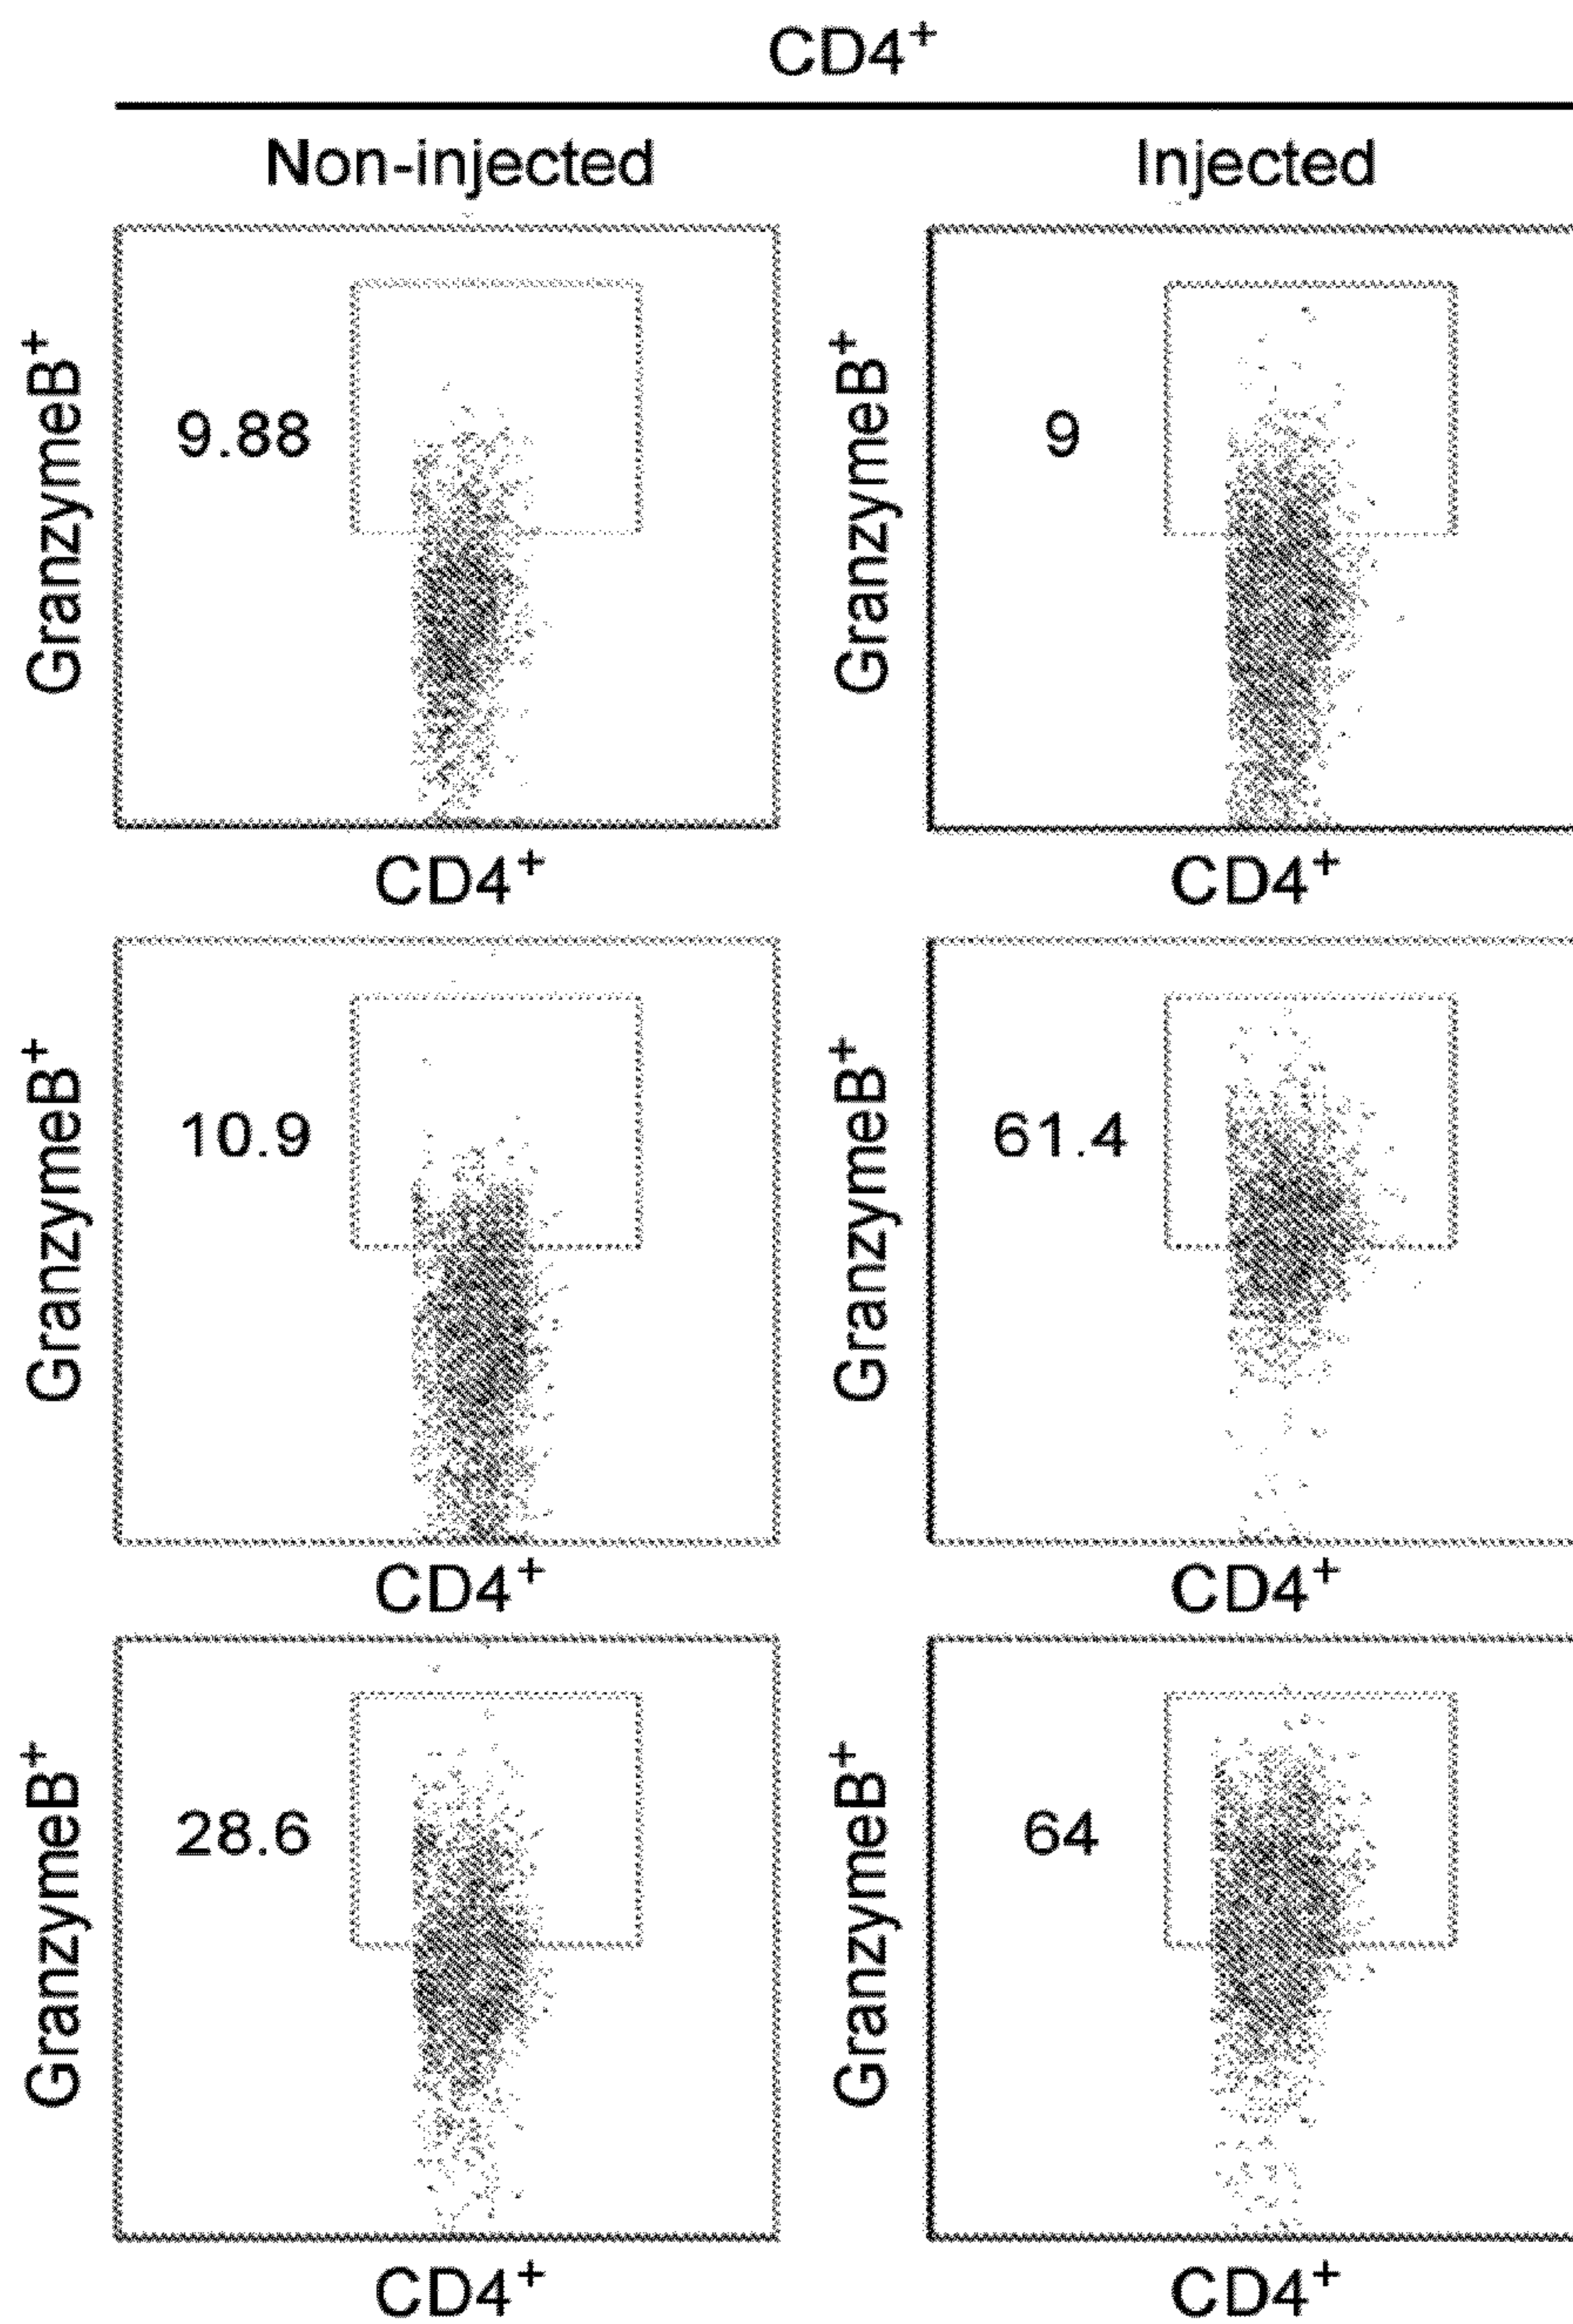 CD4⁺
Non-injected Injected
GranzymeB⁺ 9.88 GranzymeB⁺ 9
CD4⁺ CD4⁺
GranzymeB⁺ 10.9 GranzymeB⁺ 61.4
CD4⁺ CD4⁺
GranzymeB⁺ 28.6 GranzymeB⁺ 64
CD4⁺ CD4⁺